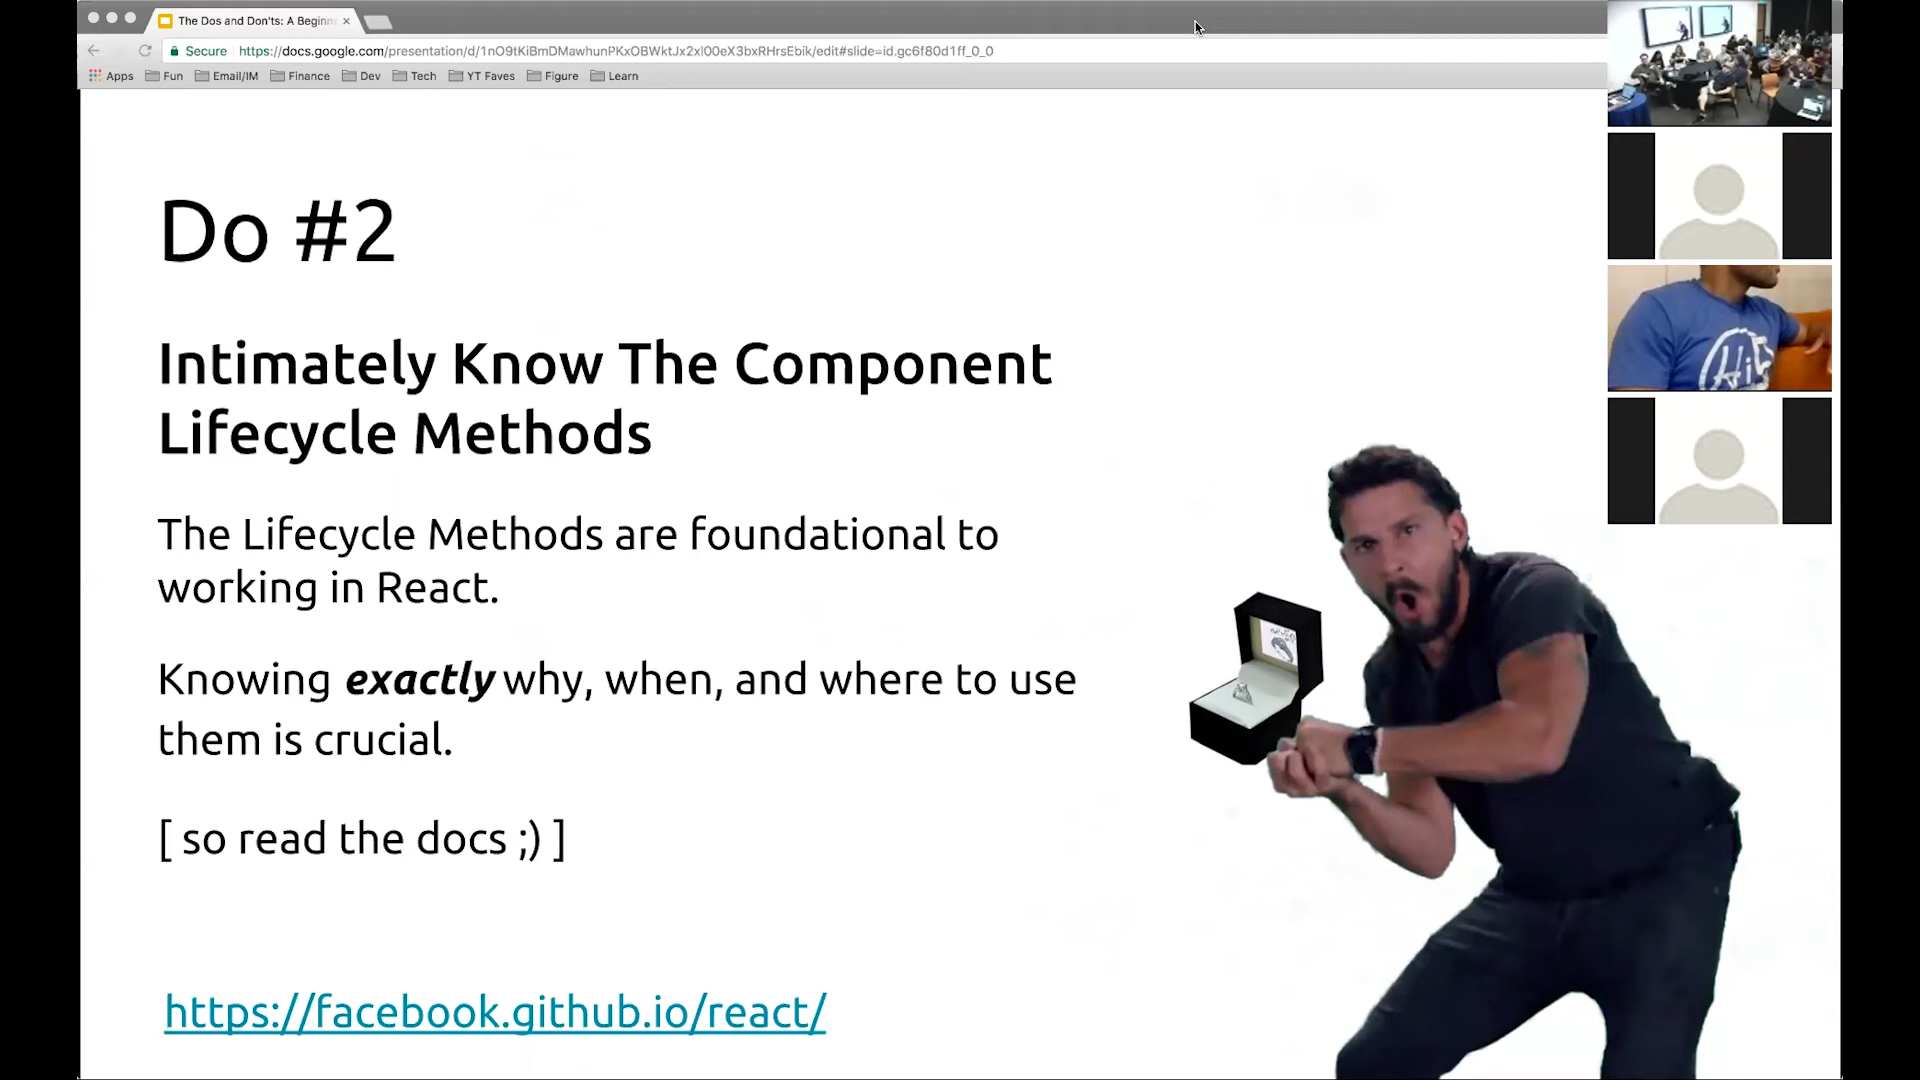 The Dos and Don'ts: A Beginn
Secure https://docs.google.com/presentation/d/1nO9tKiBmDMawhunPKxOBWktJx2xl00eX3bxRHrsEbik/edit#slide=id.gc6f80d1ff_0_0
Apps Fun Email/IM Finance Dev Tech YT Faves Figure Learn
Do #2
Intimately Know The Component
Lifecycle Methods
The Lifecycle Methods are foundational to
working in React.
Knowing exactly why, when, and where to use
them is crucial.
[ so read the docs ;) ]
https://facebook.github.io/react/